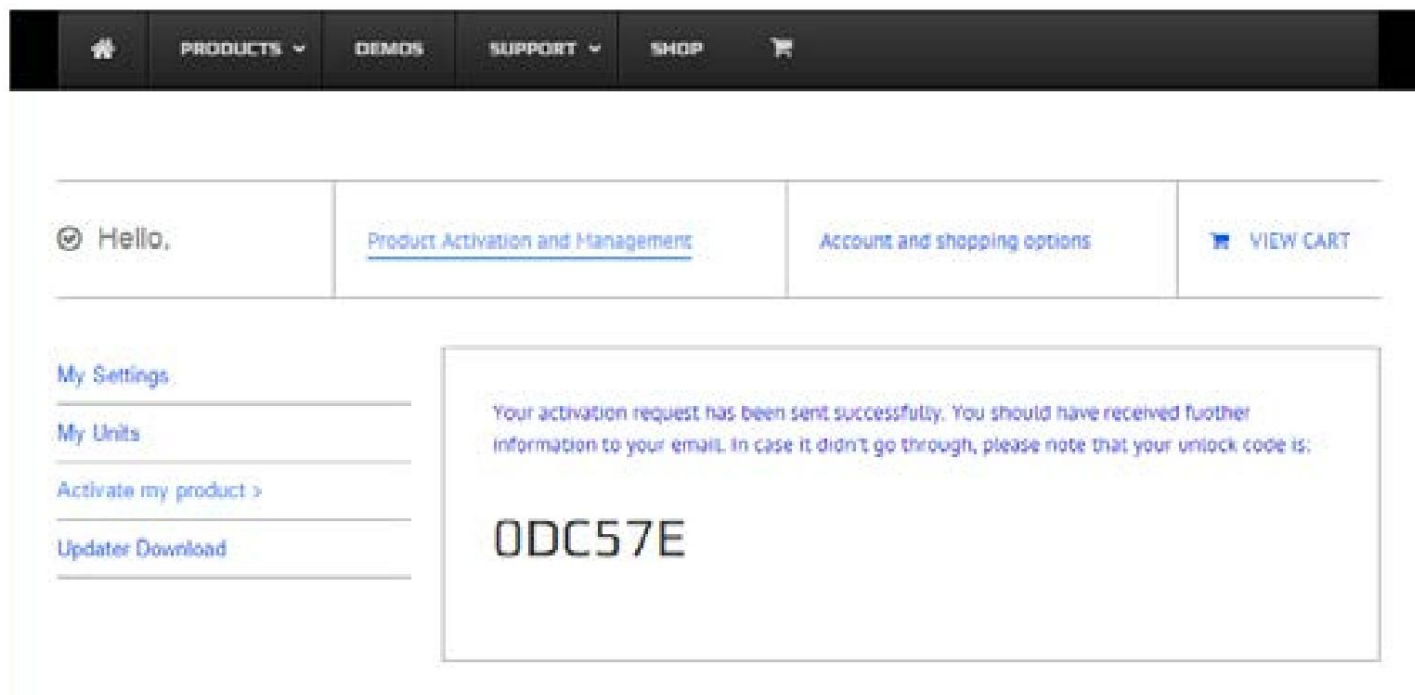 PRODUCTS DEMOS SUPPORT SHOP
Hello,
Product Activation and Management
Account and shopping options
VIEW CART
My Settings
My Units
Activate my product >
Updater Download
Your activation request has been sent successfully. You should have received fuother
information to your email. In case it didn't go through, please note that your unlock code is:
0DC57E